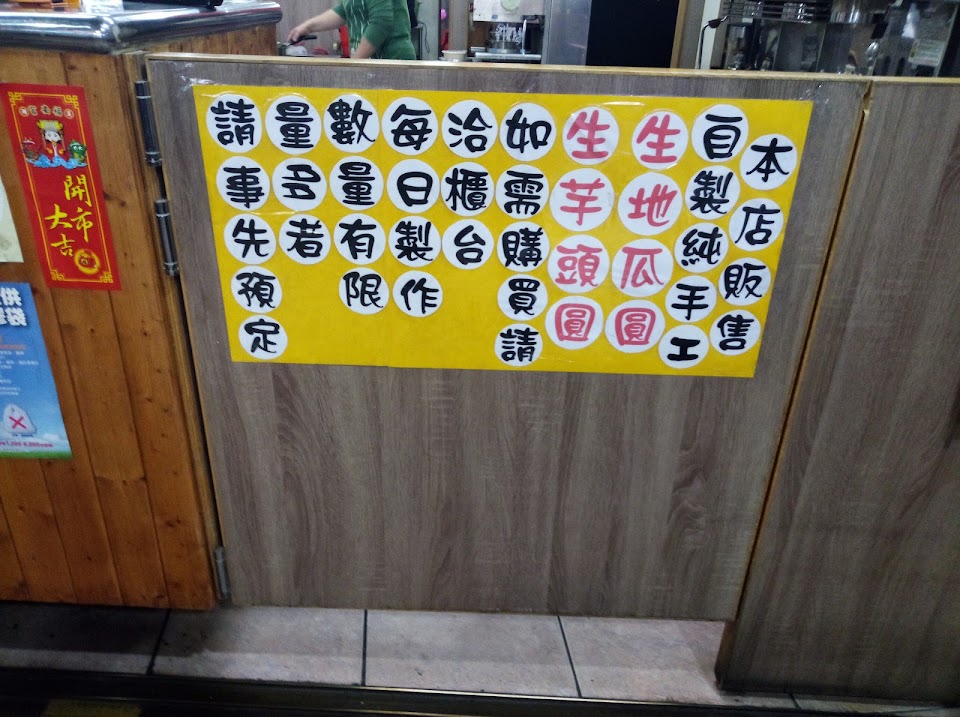 本店販售
自製純手工
生地瓜圓
生芋頭圓
如需購買請
洽櫃台
每日製作
數量有限
量多者
請事先預定
開市
大吉